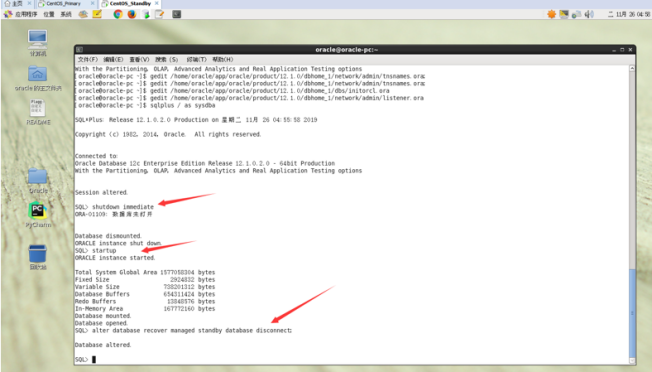 主页
CentOS_Primary
CentOS_Standby
应用程序 位置 系统
二 11月 26 04:58
计算机
oracle的主文件夹
README
Oracle
PyCharm
回收站
oracle@oracle-pc:~
文件(F) 编辑(E) 查看(V) 搜索 (S) 终端(T) 帮助(H)
With the Partitioning, OLAP, Advanced Analytics and Real Application Testing options
[oracle@oracle-pc ~]$ gedit /home/oracle/app/oracle/product/12.1.0/dbhome_1/network/admin/tnsnames.ora
[oracle@oracle-pc ~]$ gedit /home/oracle/app/oracle/product/12.1.0/dbhome_1/network/admin/tnsnames.ora
[oracle@oracle-pc ~]$ gedit /home/oracle/app/oracle/product/12.1.0/dbhome_1/dbs/initorcl.ora
[oracle@oracle-pc ~]$ gedit /home/oracle/app/oracle/product/12.1.0/dbhome_1/network/admin/listener.ora
[oracle@oracle-pc ~]$ sqlplus / as sysdba
SQL*Plus: Release 12.1.0.2.0 Production on 星期二 11月 26 04:55:58 2019
Copyright (c) 1982, 2014, Oracle. All rights reserved.
Connected to:
Oracle Database 12c Enterprise Edition Release 12.1.0.2.0 - 64bit Production
With the Partitioning, OLAP, Advanced Analytics and Real Application Testing options
Session altered.
SQL> shutdown immediate
ORA-01109: 数据库未打开
Database dismounted.
ORACLE instance shut down.
SQL> startup
ORACLE instance started.
Total System Global Area 1577058304 bytes
Fixed Size 2924832 bytes
Variable Size 738201312 bytes
Database Buffers 654311424 bytes
Redo Buffers 13848576 bytes
In-Memory Area 167772160 bytes
Database mounted.
Database opened.
SQL> alter database recover managed standby database disconnect;
Database altered.
SQL>